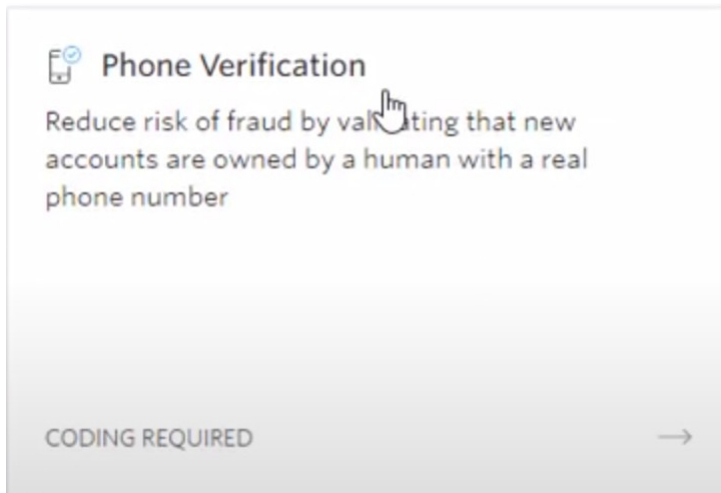 Phone Verification
Reduce risk of fraud by validating that new
accounts are owned by a human with a real
phone number
CODING REQUIRED